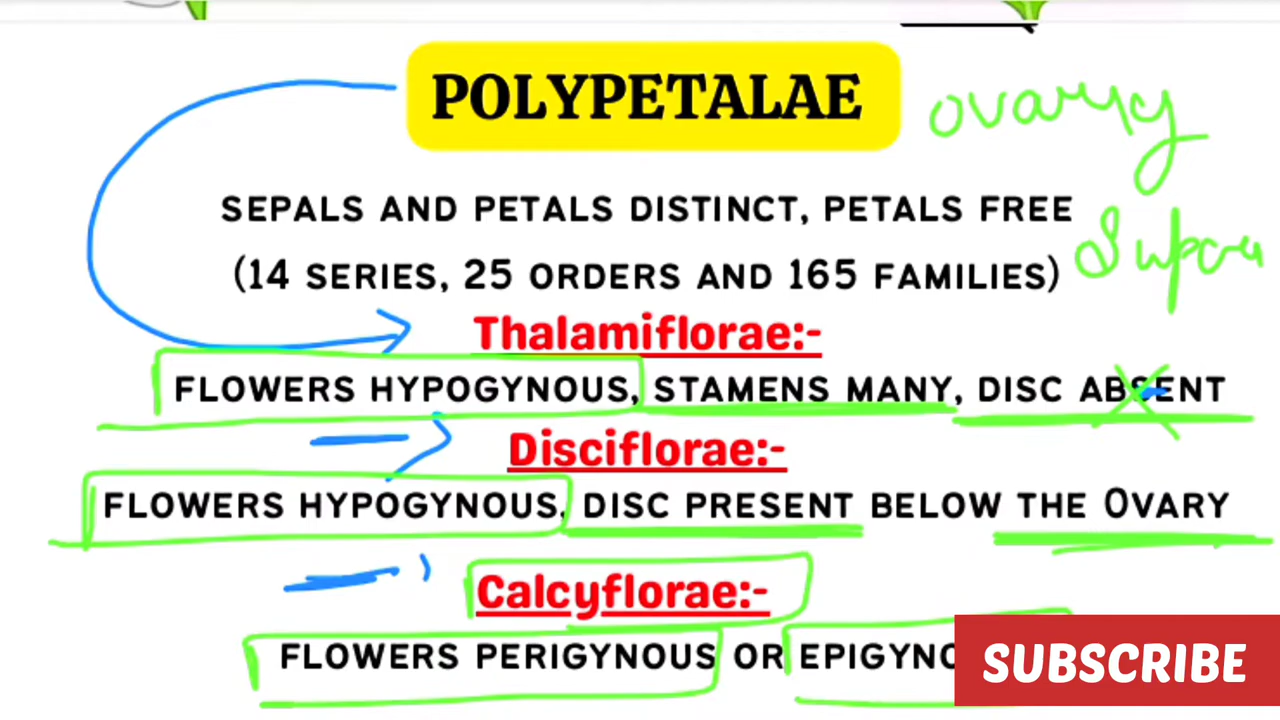 POLYPETALAE
ovary
SEPALS AND PETALS DISTINCT, PETALS FREE
(14 SERIES, 25 ORDERS AND 165 FAMILIES)
Thalamiflorae:-
FLOWERS HYPOGYNOUS, STAMENS MANY, DISC ABSENT
Disciflorae:-
FLOWERS HYPOGYNOUS, DISC PRESENT BELOW THE OVARY
Calcyflorae:-
FLOWERS PERIGYNOUS OR
SUBSCRIBE